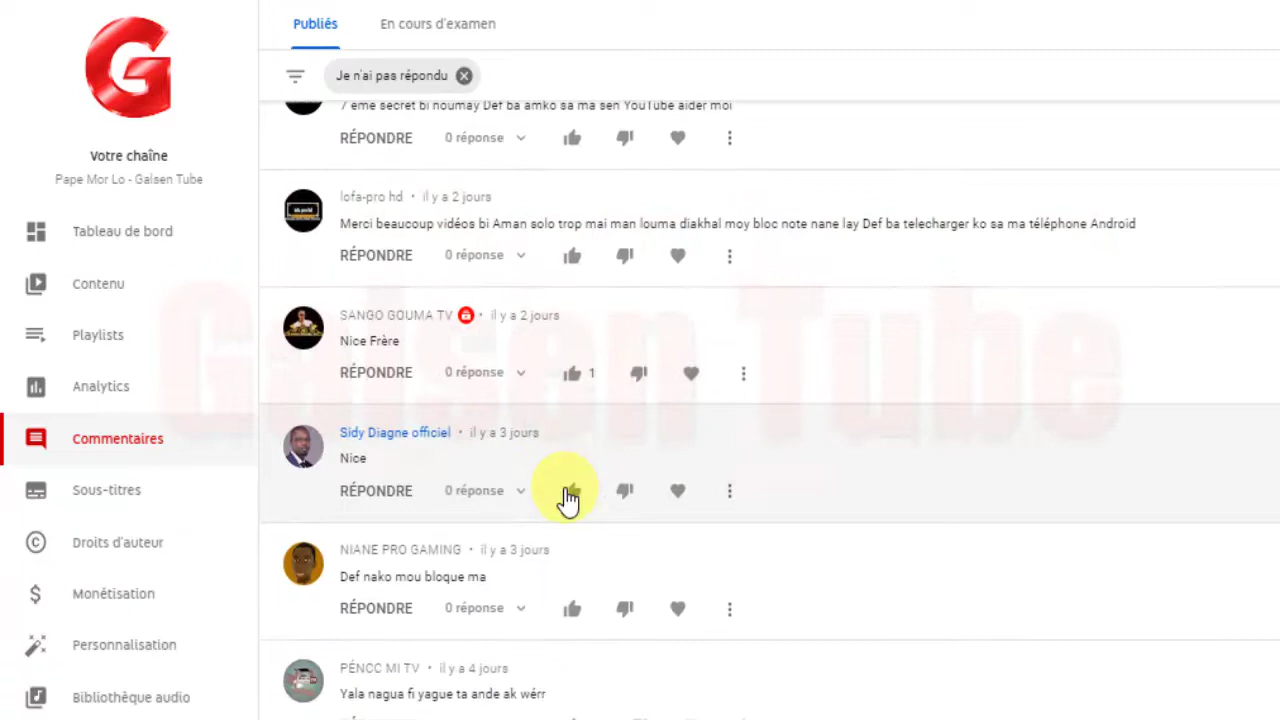 Publiés En cours d'examen
Je n'ai pas répondu
G
Votre chaîne
Pape Mor Lo - Galsen Tube
Tableau de bord
Contenu
Playlists
Analytics
Commentaires
Sous-titres
Droits d'auteur
Monétisation
Personnalisation
Bibliothèque audio
7 eme secret bi noumay Def ba amko sa ma sen YouTube aider moi
RÉPONDRE 0 réponse
lofa-pro hd • il y a 2 jours
Merci beaucoup vidéos bi Aman solo trop mai man louma diakhal moy bloc note nane lay Def ba telecharger ko sa ma téléphone Android
RÉPONDRE 0 réponse
SANGO GOUMA TV • il y a 2 jours
Nice Frère
RÉPONDRE 0 réponse 1
Sidy Diagne officiel • il y a 3 jours
Nice
RÉPONDRE 0 réponse
NIANE PRO GAMING • il y a 3 jours
Def nako mou bloque ma
RÉPONDRE 0 réponse
PÉNCC MI TV • il y a 4 jours
Yala nagua fi yague ta ande ak wérr
Galsen Tube